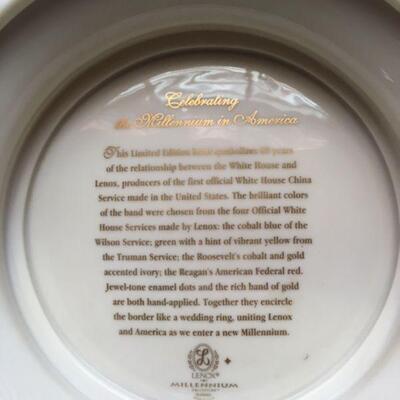 Celebrating
the Millennium in America
This Limited Edition symbolizes 80 years
of the relationship between the White House and
Lenox, producers of the first official White House China
Service made in the United States. The brilliant colors
of the band were chosen from the four Official White
House Services made by Lenox: the cobalt blue of the
Wilson Service; green with a hint of vibrant yellow from
the Truman Service; the Roosevelt's cobalt and gold
accented ivory; the Reagan's American Federal red.
Jewel-tone enamel dots and the rich band of gold
are both hand-applied. Together they encircle
the border like a wedding ring, uniting Lenox
and America as we enter a new Millennium.
L
LENOX®
MILLENNIUM